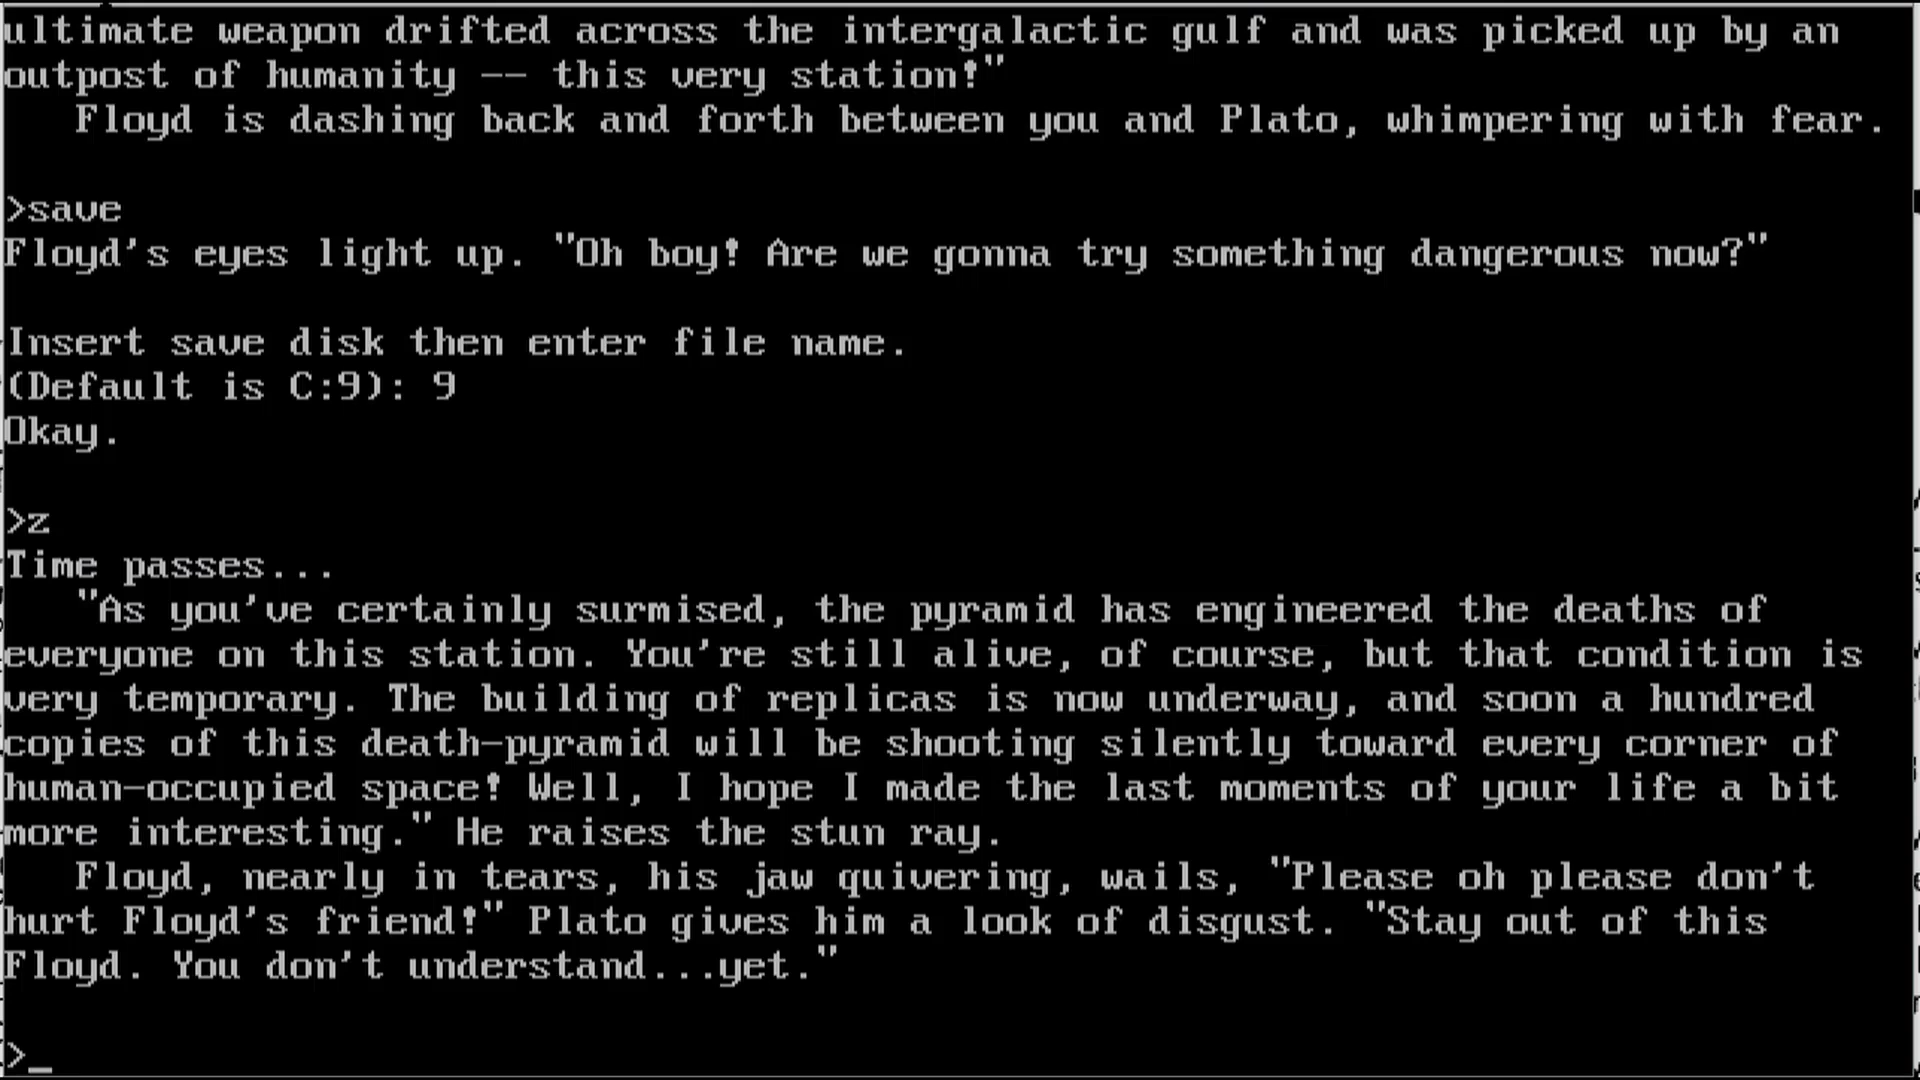 ultimate weapon drifted across the intergalactic gulf and was picked up by an
outpost of humanity -- this very station!"
Floyd is dashing back and forth between you and Plato, whimpering with fear.
>save
Floyd's eyes light up. "Oh boy! Are we gonna try something dangerous now?"
Insert save disk then enter file name.
(Default is C:9): 9
Okay.
>z
Time passes...
"As you've certainly surmised, the pyramid has engineered the deaths of
everyone on this station. You're still alive, of course, but that condition is
very temporary. The building of replicas is now underway, and soon a hundred
copies of this death-pyramid will be shooting silently toward every corner of
human-occupied space! Well, I hope I made the last moments of your life a bit
more interesting." He raises the stun ray.
Floyd, nearly in tears, his jaw quivering, wails, "Please oh please don't
hurt Floyd's friend!" Plato gives him a look of disgust. "Stay out of this
Floyd. You don't understand...yet."
>_